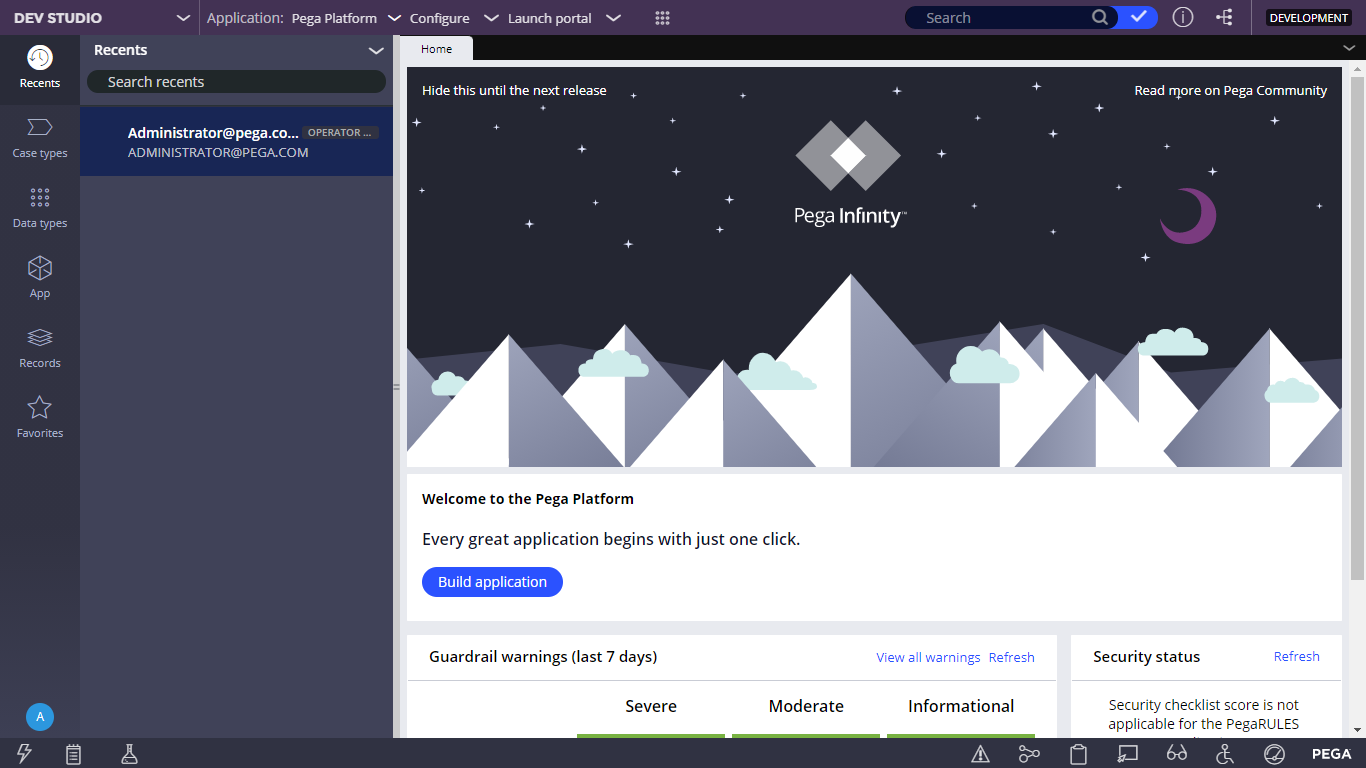 DEV STUDIO
Application: Pega Platform
Configure
Launch portal
Search
DEVELOPMENT
Recents
Case types
Data types
App
Records
Favorites
A
Recents
Search recents
Administrator@pega.co... OPERATOR ...
ADMINISTRATOR@PEGA.COM
Home
Hide this until the next release
Read more on Pega Community
Pega Infinity™
Welcome to the Pega Platform
Every great application begins with just one click.
Build application
Guardrail warnings (last 7 days)
View all warnings Refresh
Severe Moderate Informational
Security status
Refresh
Security checklist score is not
applicable for the PegaRULES
PEGA